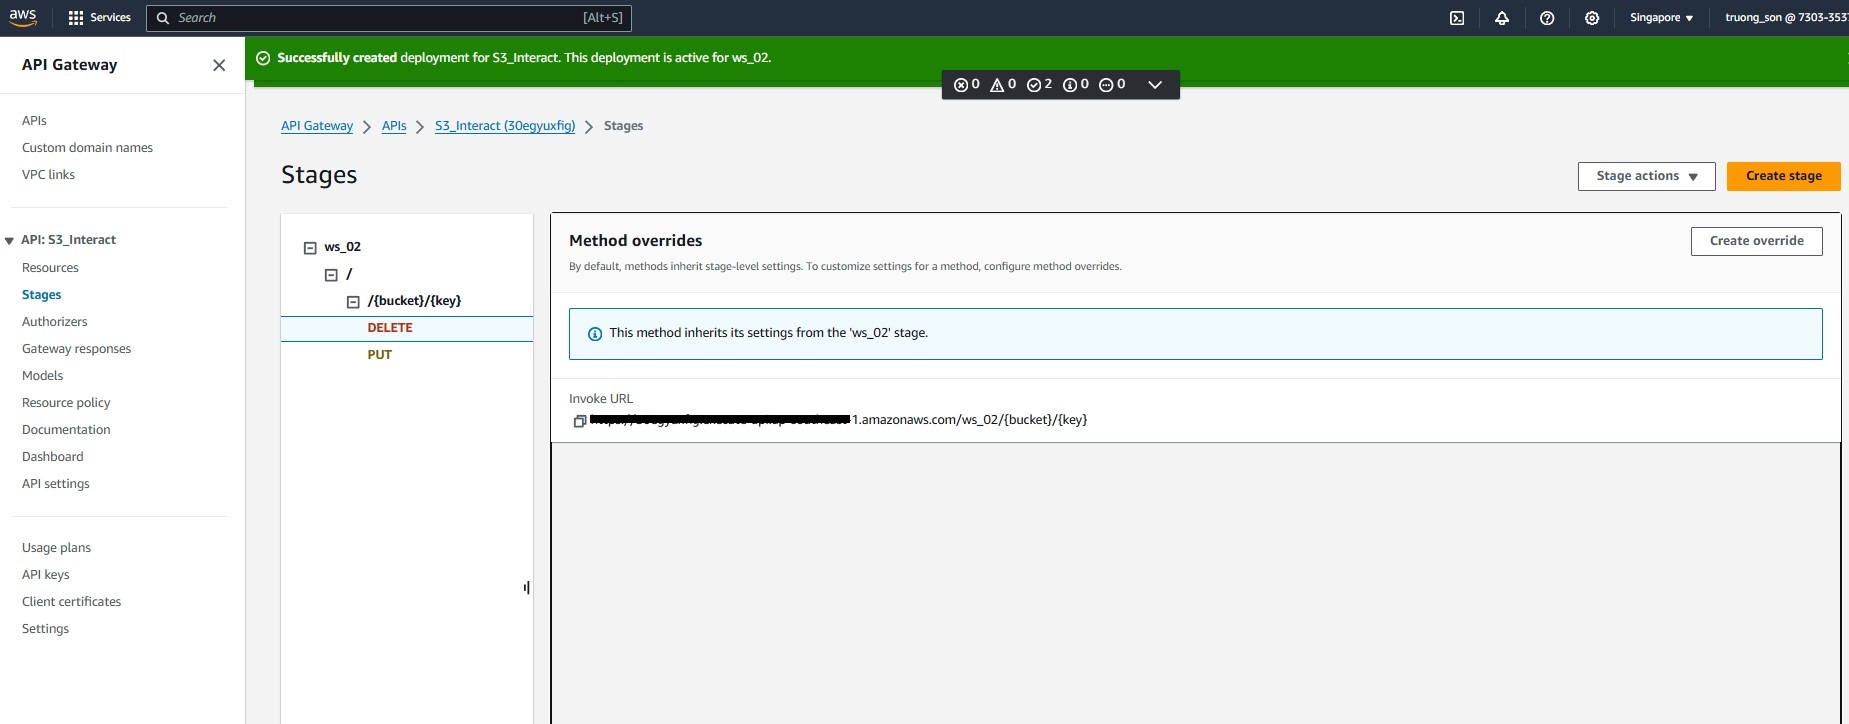 aws Services Search [Alt+S] Singapore ▼ truong_son @ 7303-353
API Gateway
Successfully created deployment for S3_Interact. This deployment is active for ws_02.
0 0 2 0 0
APIs
Custom domain names
VPC links
API: S3_Interact
Resources
Stages
Authorizers
Gateway responses
Models
Resource policy
Documentation
Dashboard
API settings
Usage plans
API keys
Client certificates
Settings
API Gateway > APIs > S3_Interact (30egyuxfig) > Stages
Stages
Stage actions ▼ Create stage
ws_02
/
/{bucket}/{key}
DELETE
PUT
Method overrides
Create override
By default, methods inherit stage-level settings. To customize settings for a method, configure method overrides.
This method inherits its settings from the 'ws_02' stage.
Invoke URL
1.amazonaws.com/ws_02/{bucket}/{key}